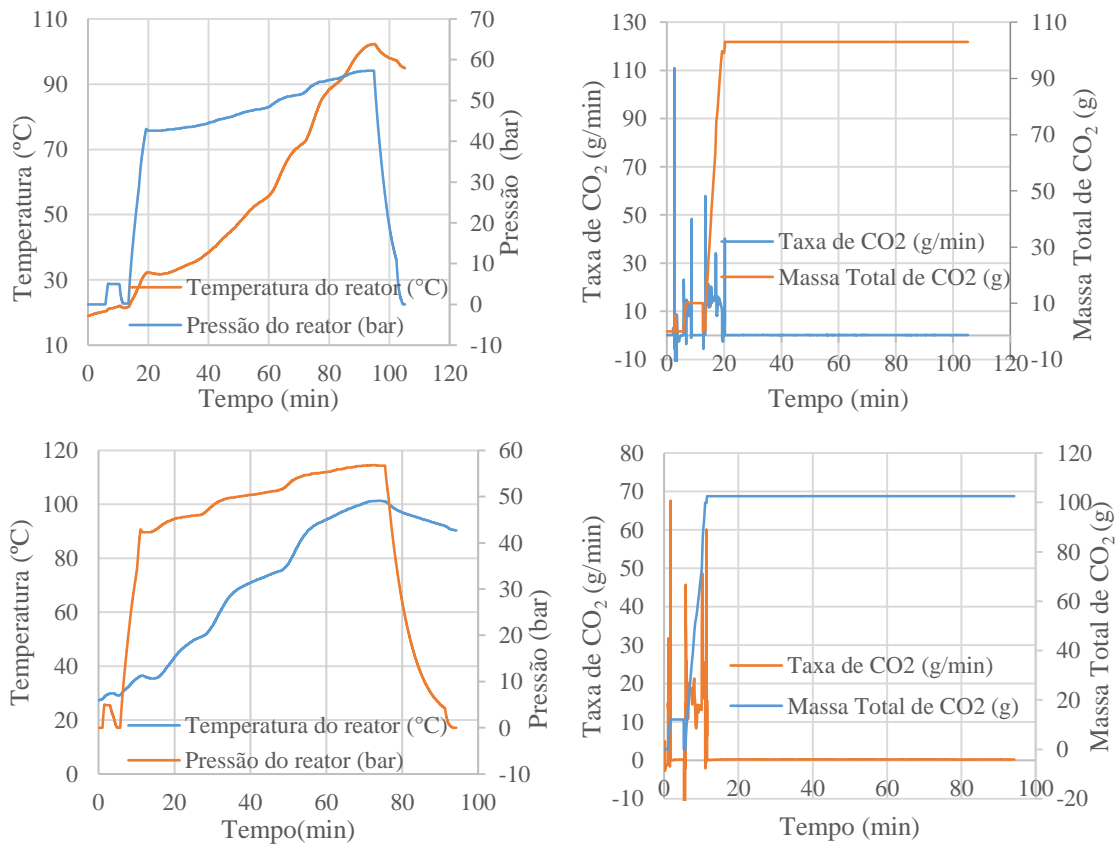 110
90
70
50
30
10
Temperatura (ºC)
70
60
50
40
30
20
10
0
-10
Pressão (bar)
Temperatura do reator (°C)
Pressão do reator (bar)
0 20 40 60 80 100 120
Tempo (min)
130
110
90
70
50
30
10
-10
Taxa de CO2 (g/min)
110
90
70
50
30
10
-10
Massa Total de CO2 (g)
Taxa de CO2 (g/min)
Massa Total de CO2 (g)
0 20 40 60 80 100 120
Tempo (min)
120
100
80
60
40
20
0
Temperatura (ºC)
60
50
40
30
20
10
0
-10
Pressão (bar)
Temperatura do reator (°C)
Pressão do reator (bar)
0 20 40 60 80 100
Tempo(min)
80
70
60
50
40
30
20
10
0
-10
Taxa de CO2 (g/min)
120
100
80
60
40
20
0
-20
Massa Total de CO2 (g)
Taxa de CO2 (g/min)
Massa Total de CO2 (g)
0 20 40 60 80 100
Tempo (min)